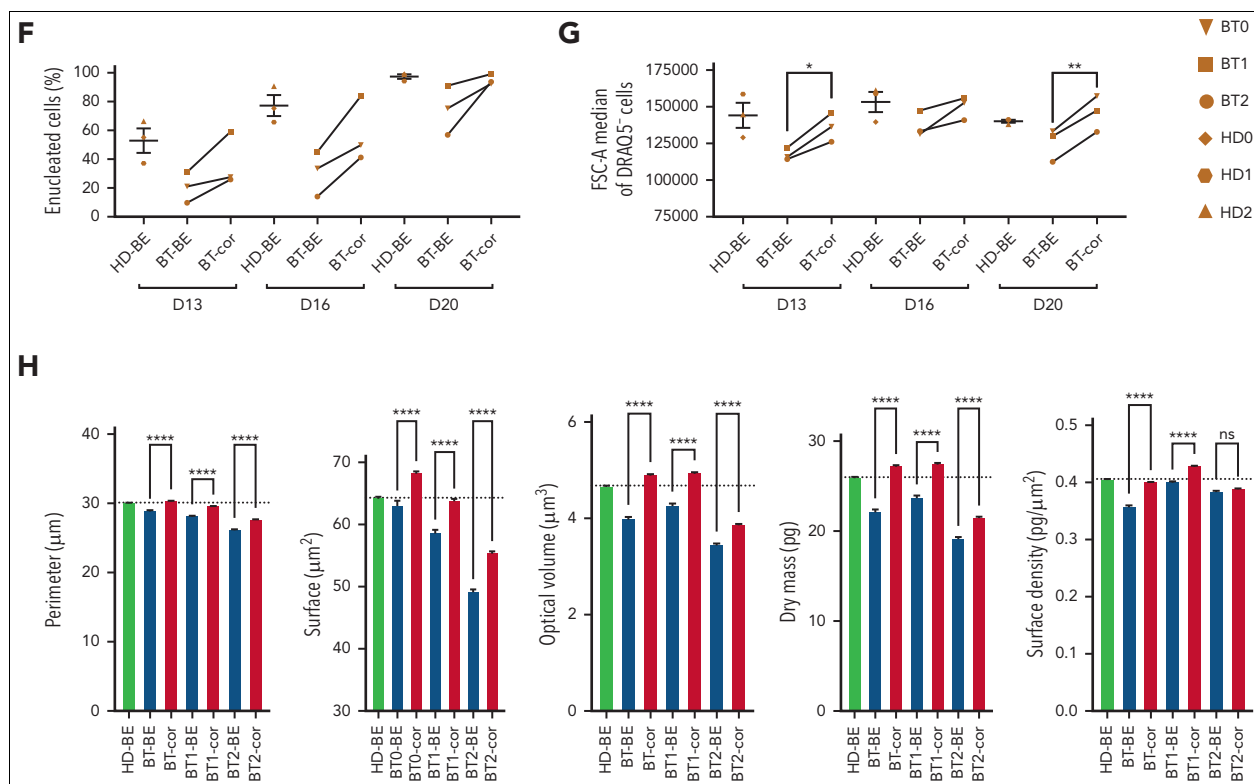 F
Enucleated cells (%)
100
80
60
40
20
0
HD-BE
BT-BE
BT-cor
HD-BE
BT-BE
BT-cor
HD-BE
BT-BE
BT-cor
D13
D16
D20
G
FSC-A median
of DRAQ5⁻ cells
175000
150000
125000
100000
75000
*
**
HD-BE
BT-BE
BT-cor
HD-BE
BT-BE
BT-cor
HD-BE
BT-BE
BT-cor
D13
D16
D20
BT0
BT1
BT2
HD0
HD1
HD2
H
Perimeter (μm)
40
30
20
10
0
****
****
****
HD-BE
BT-BE
BT-cor
BT1-BE
BT1-cor
BT2-BE
BT2-cor
Surface (μm²)
70
60
50
40
30
****
****
****
HD-BE
BT0-BE
BT0-cor
BT1-BE
BT1-cor
BT2-BE
BT2-cor
Optical volume (μm³)
6
4
2
0
****
****
****
HD-BE
BT-BE
BT-cor
BT1-BE
BT1-cor
BT2-BE
BT2-cor
Dry mass (pg)
30
20
10
0
****
****
****
HD-BE
BT-BE
BT-cor
BT1-BE
BT1-cor
BT2-BE
BT2-cor
Surface density (pg/μm²)
0.5
0.4
0.3
0.2
0.1
0.0
****
****
ns
HD-BE
BT-BE
BT-cor
BT1-BE
BT1-cor
BT2-BE
BT2-cor